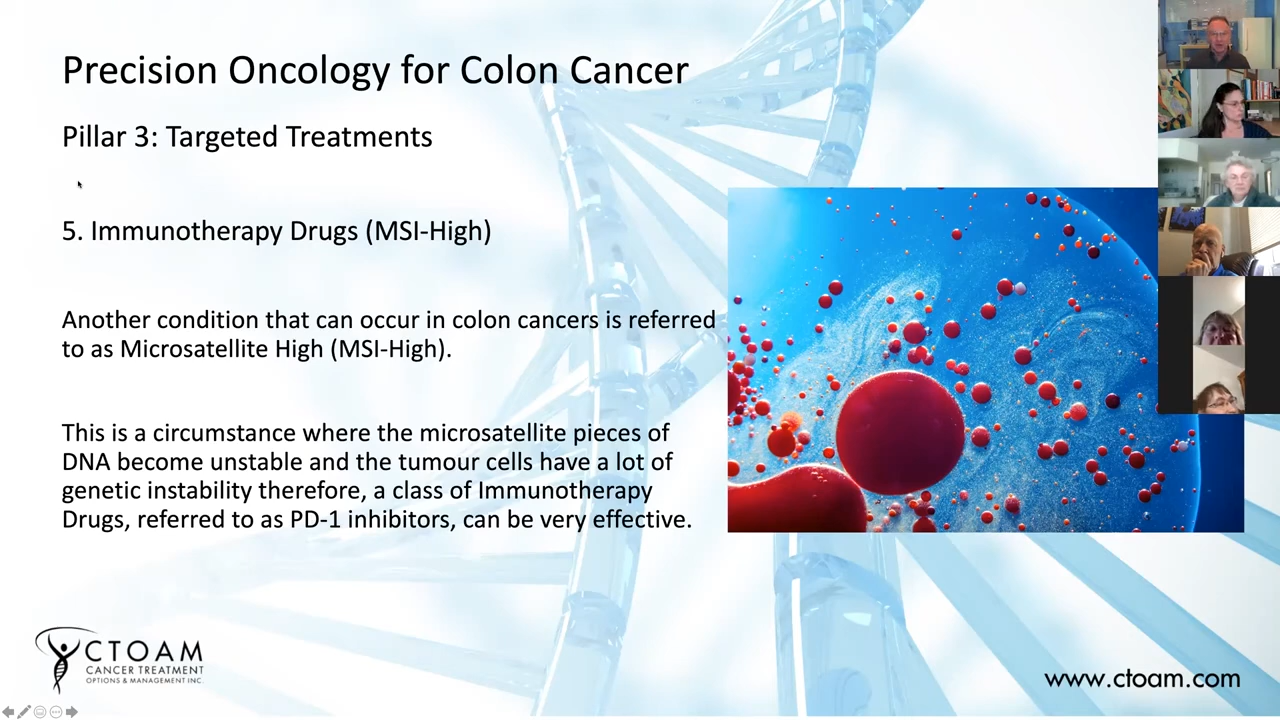 Precision Oncology for Colon Cancer
Pillar 3: Targeted Treatments
5. Immunotherapy Drugs (MSI-High)
Another condition that can occur in colon cancers is referred
to as Microsatellite High (MSI-High).
This is a circumstance where the microsatellite pieces of
DNA become unstable and the tumour cells have a lot of
genetic instability therefore, a class of Immunotherapy
Drugs, referred to as PD-1 inhibitors, can be very effective.
CTOAM
CANCER TREATMENT
OPTIONS & MANAGEMENT INC.
www.ctoam.com